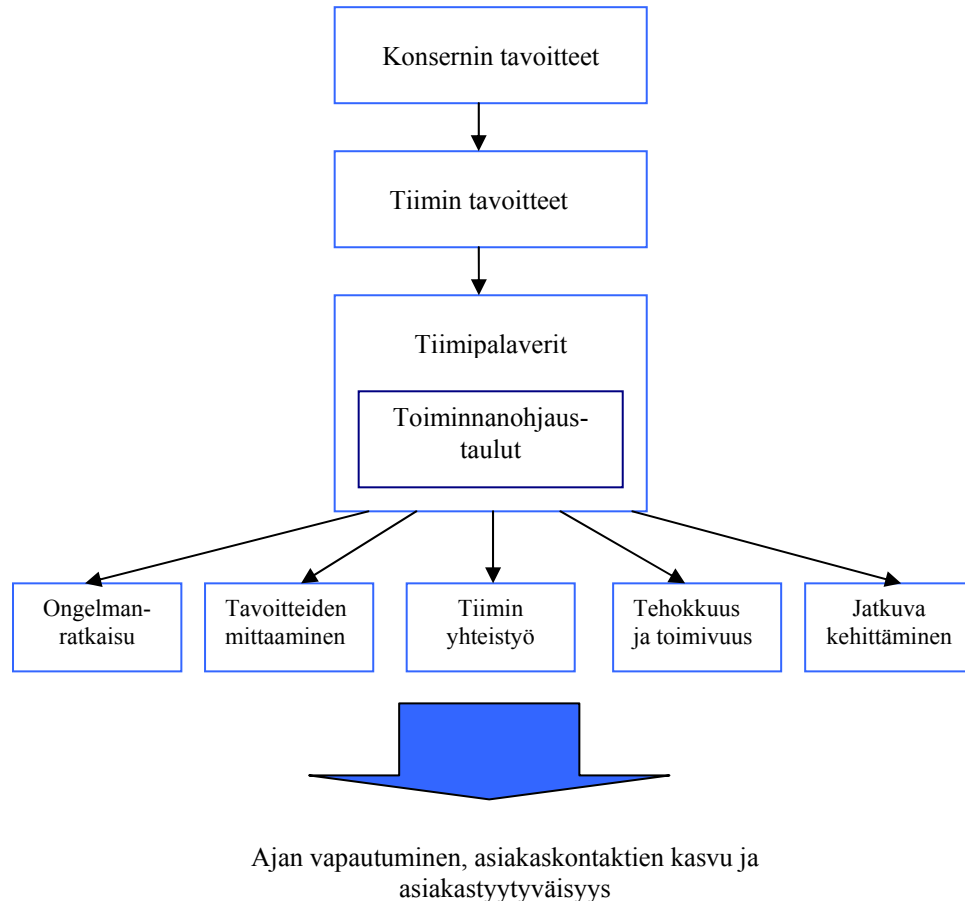 Konsernin tavoitteet
Tiimin tavoitteet
Tiimipalaverit
Toiminnanohjaus-
taulut
Ongelman-
ratkaisu
Tavoitteiden
mittaaminen
Tiimin
yhteistyö
Tehokkuus
ja toimivuus
Jatkuva
kehittäminen
Ajan vapautuminen, asiakaskontaktien kasvu ja
asiakastyytyväisyys